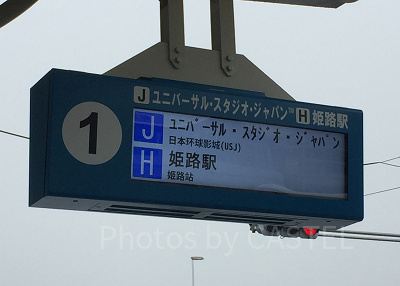 J ユニバーサル・スタジオ・ジャパン™ H 姫路駅
1
J ユニバーサル・スタジオ・ジャパン
日本环球影城(USJ)
H 姫路駅
姫路站
Photos by CASTEL